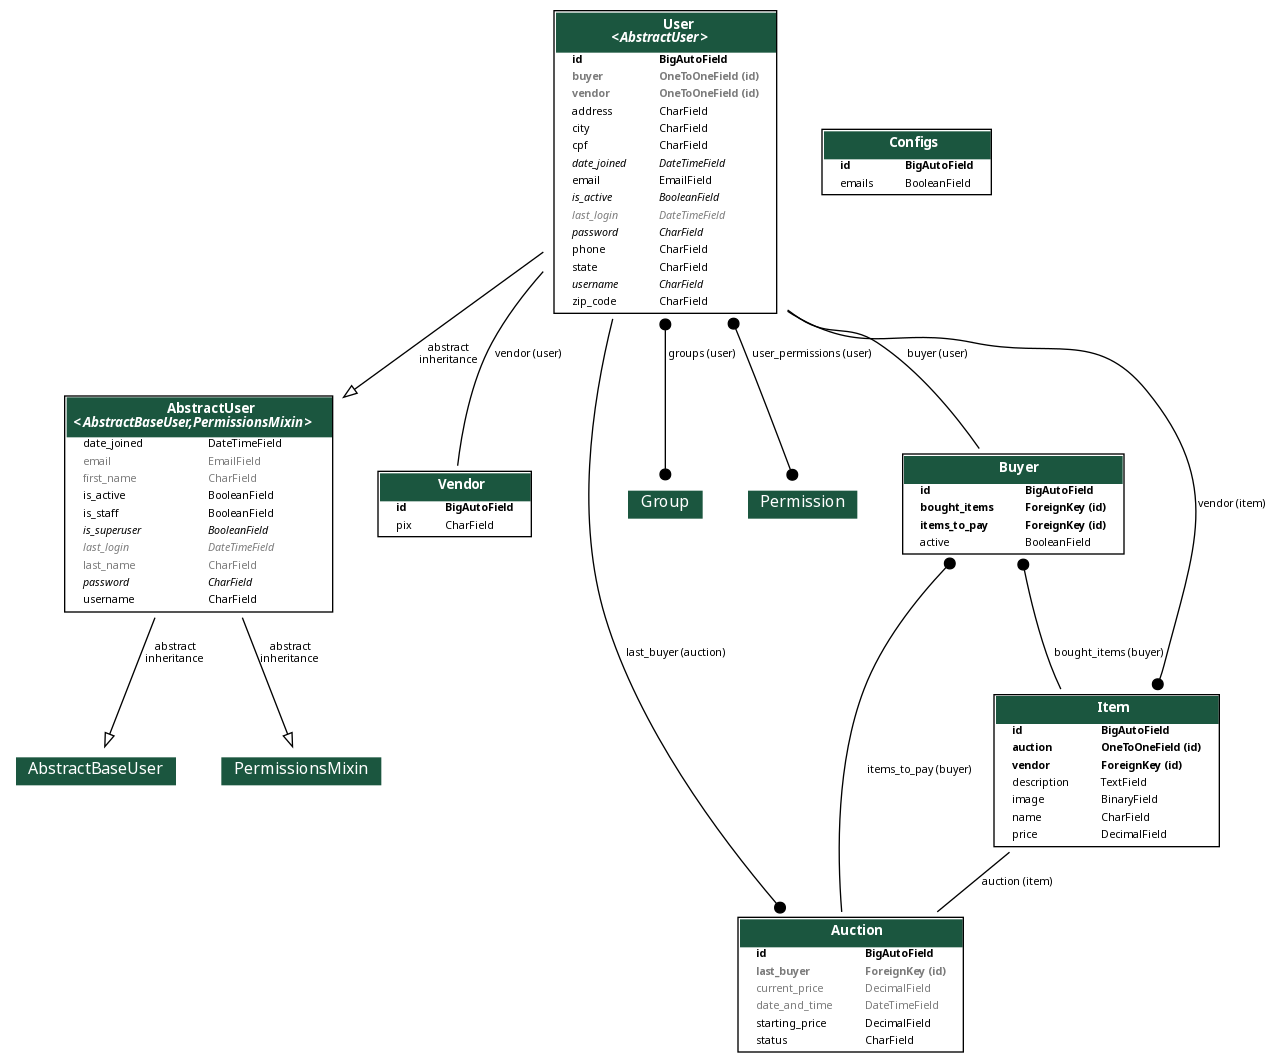 User
<AbstractUser>
id BigAutoField
buyer OneToOneField (id)
vendor OneToOneField (id)
address CharField
city CharField
cpf CharField
date_joined DateTimeField
email EmailField
is_active BooleanField
last_login DateTimeField
password CharField
phone CharField
state CharField
username CharField
zip_code CharField
Configs
id BigAutoField
emails BooleanField
abstract
inheritance
vendor (user)
groups (user)
user_permissions (user)
buyer (user)
AbstractUser
<AbstractBaseUser,PermissionsMixin>
date_joined DateTimeField
email EmailField
first_name CharField
is_active BooleanField
is_staff BooleanField
is_superuser BooleanField
last_login DateTimeField
last_name CharField
password CharField
username CharField
Vendor
id BigAutoField
pix CharField
Group
Permission
Buyer
id BigAutoField
bought_items ForeignKey (id)
items_to_pay ForeignKey (id)
active BooleanField
vendor (item)
abstract
inheritance
abstract
inheritance
last_buyer (auction)
bought_items (buyer)
AbstractBaseUser
PermissionsMixin
items_to_pay (buyer)
Item
id BigAutoField
auction OneToOneField (id)
vendor ForeignKey (id)
description TextField
image BinaryField
name CharField
price DecimalField
auction (item)
Auction
id BigAutoField
last_buyer ForeignKey (id)
current_price DecimalField
date_and_time DateTimeField
starting_price DecimalField
status CharField